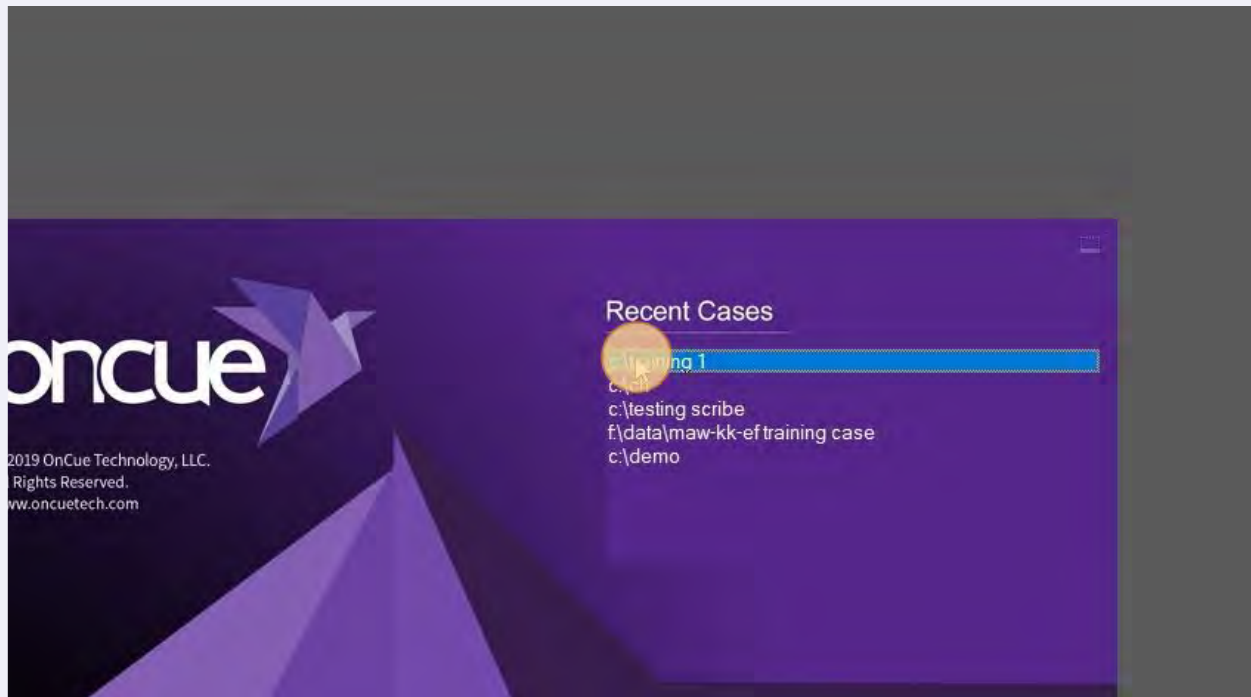 oncue
2019 OnCue Technology, LLC.
Rights Reserved.
ww.oncuetech.com
Recent Cases
1
c:\testing scribe
f:\data\maw-kk-ef training case
c:\demo